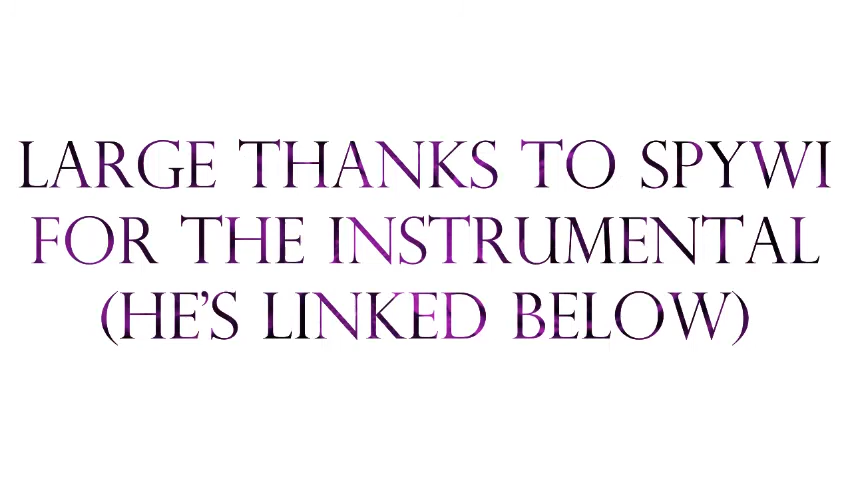 LARGE THANKS TO SPYWI
FOR THE INSTRUMENTAL
(HE'S LINKED BELOW)